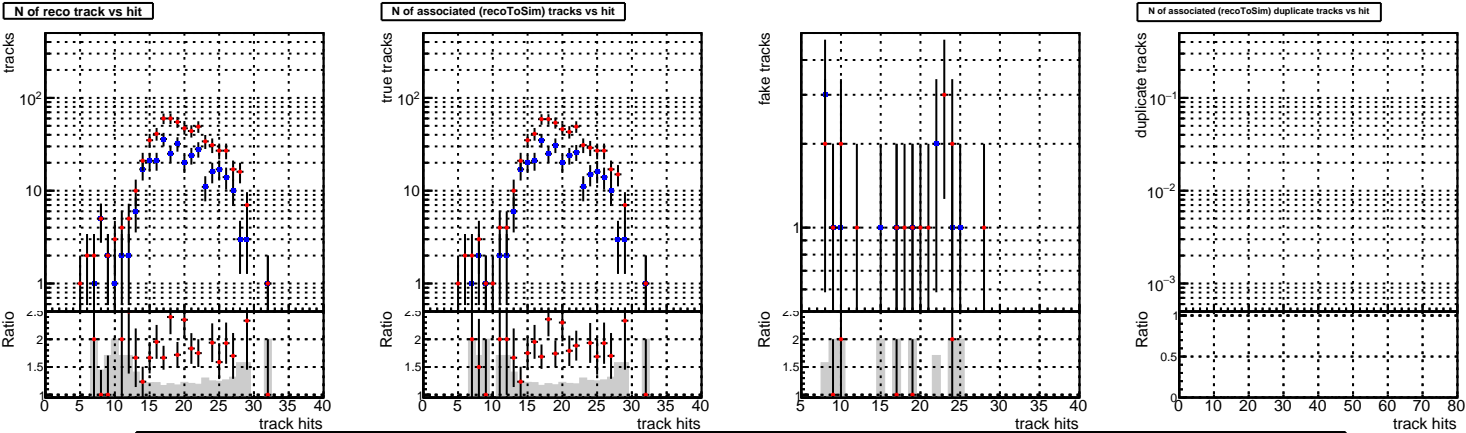 N of reco track vs hit
tracks
10²
10
1
Ratio
2.5
2
1.5
1
0 5 10 15 20 25 30 35 40
track hits
N of associated (recoToSim) tracks vs hit
true tracks
10²
10
1
Ratio
2.5
2
1.5
1
0 5 10 15 20 25 30 35 40
track hits
fake tracks
1
Ratio
2.5
2
1.5
1
5 10 15 20 25 30 35 40
track hits
N of associated (recoToSim) duplicate tracks vs hit
duplicate tracks
10⁻¹
10⁻²
10⁻³
Ratio
1
0.5
0
0 10 20 30 40 50 60 70 80
track hits